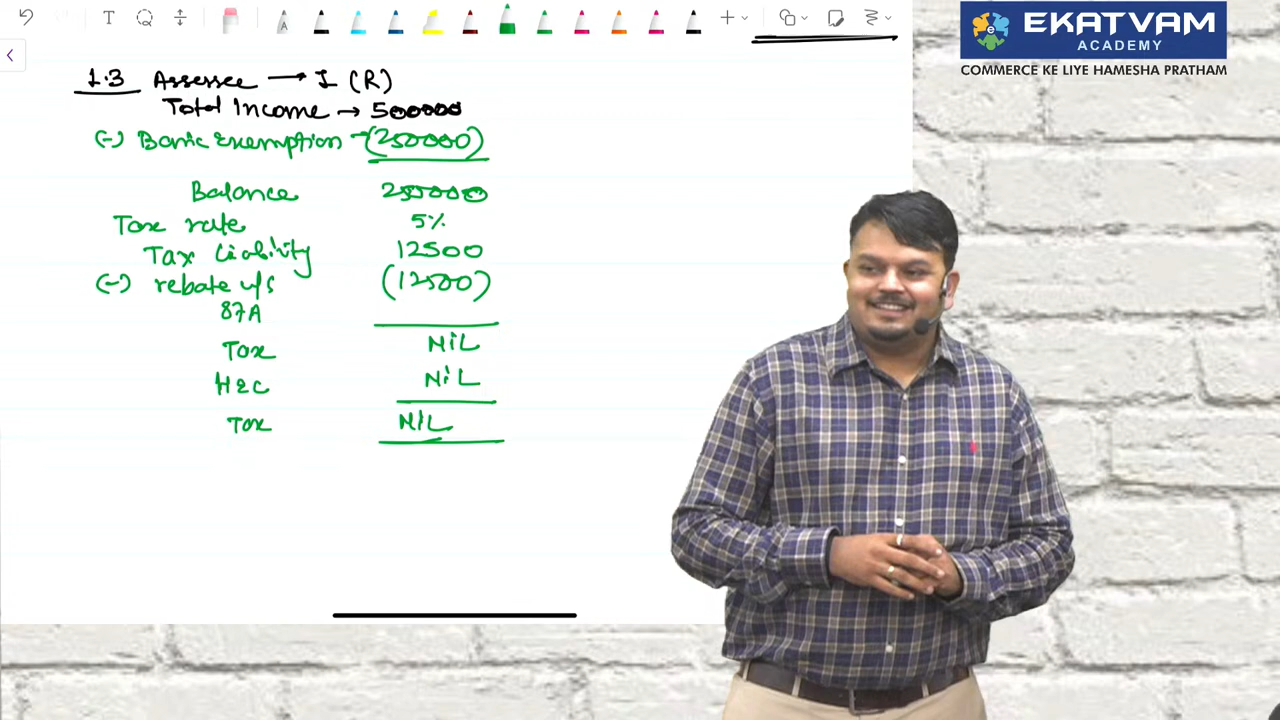 T
EKATVAM
ACADEMY
COMMERCE KE LIYE HAMESHA PRATHAM
1.3 Assessee → I (R)
Total Income → 500000
(-) Basic exemption → (250000)
Balance 250000
Tax rate 5%
Tax liability 12500
(-) rebate u/s (12500)
87A
Tax NiL
H&C NiL
Tax NiL